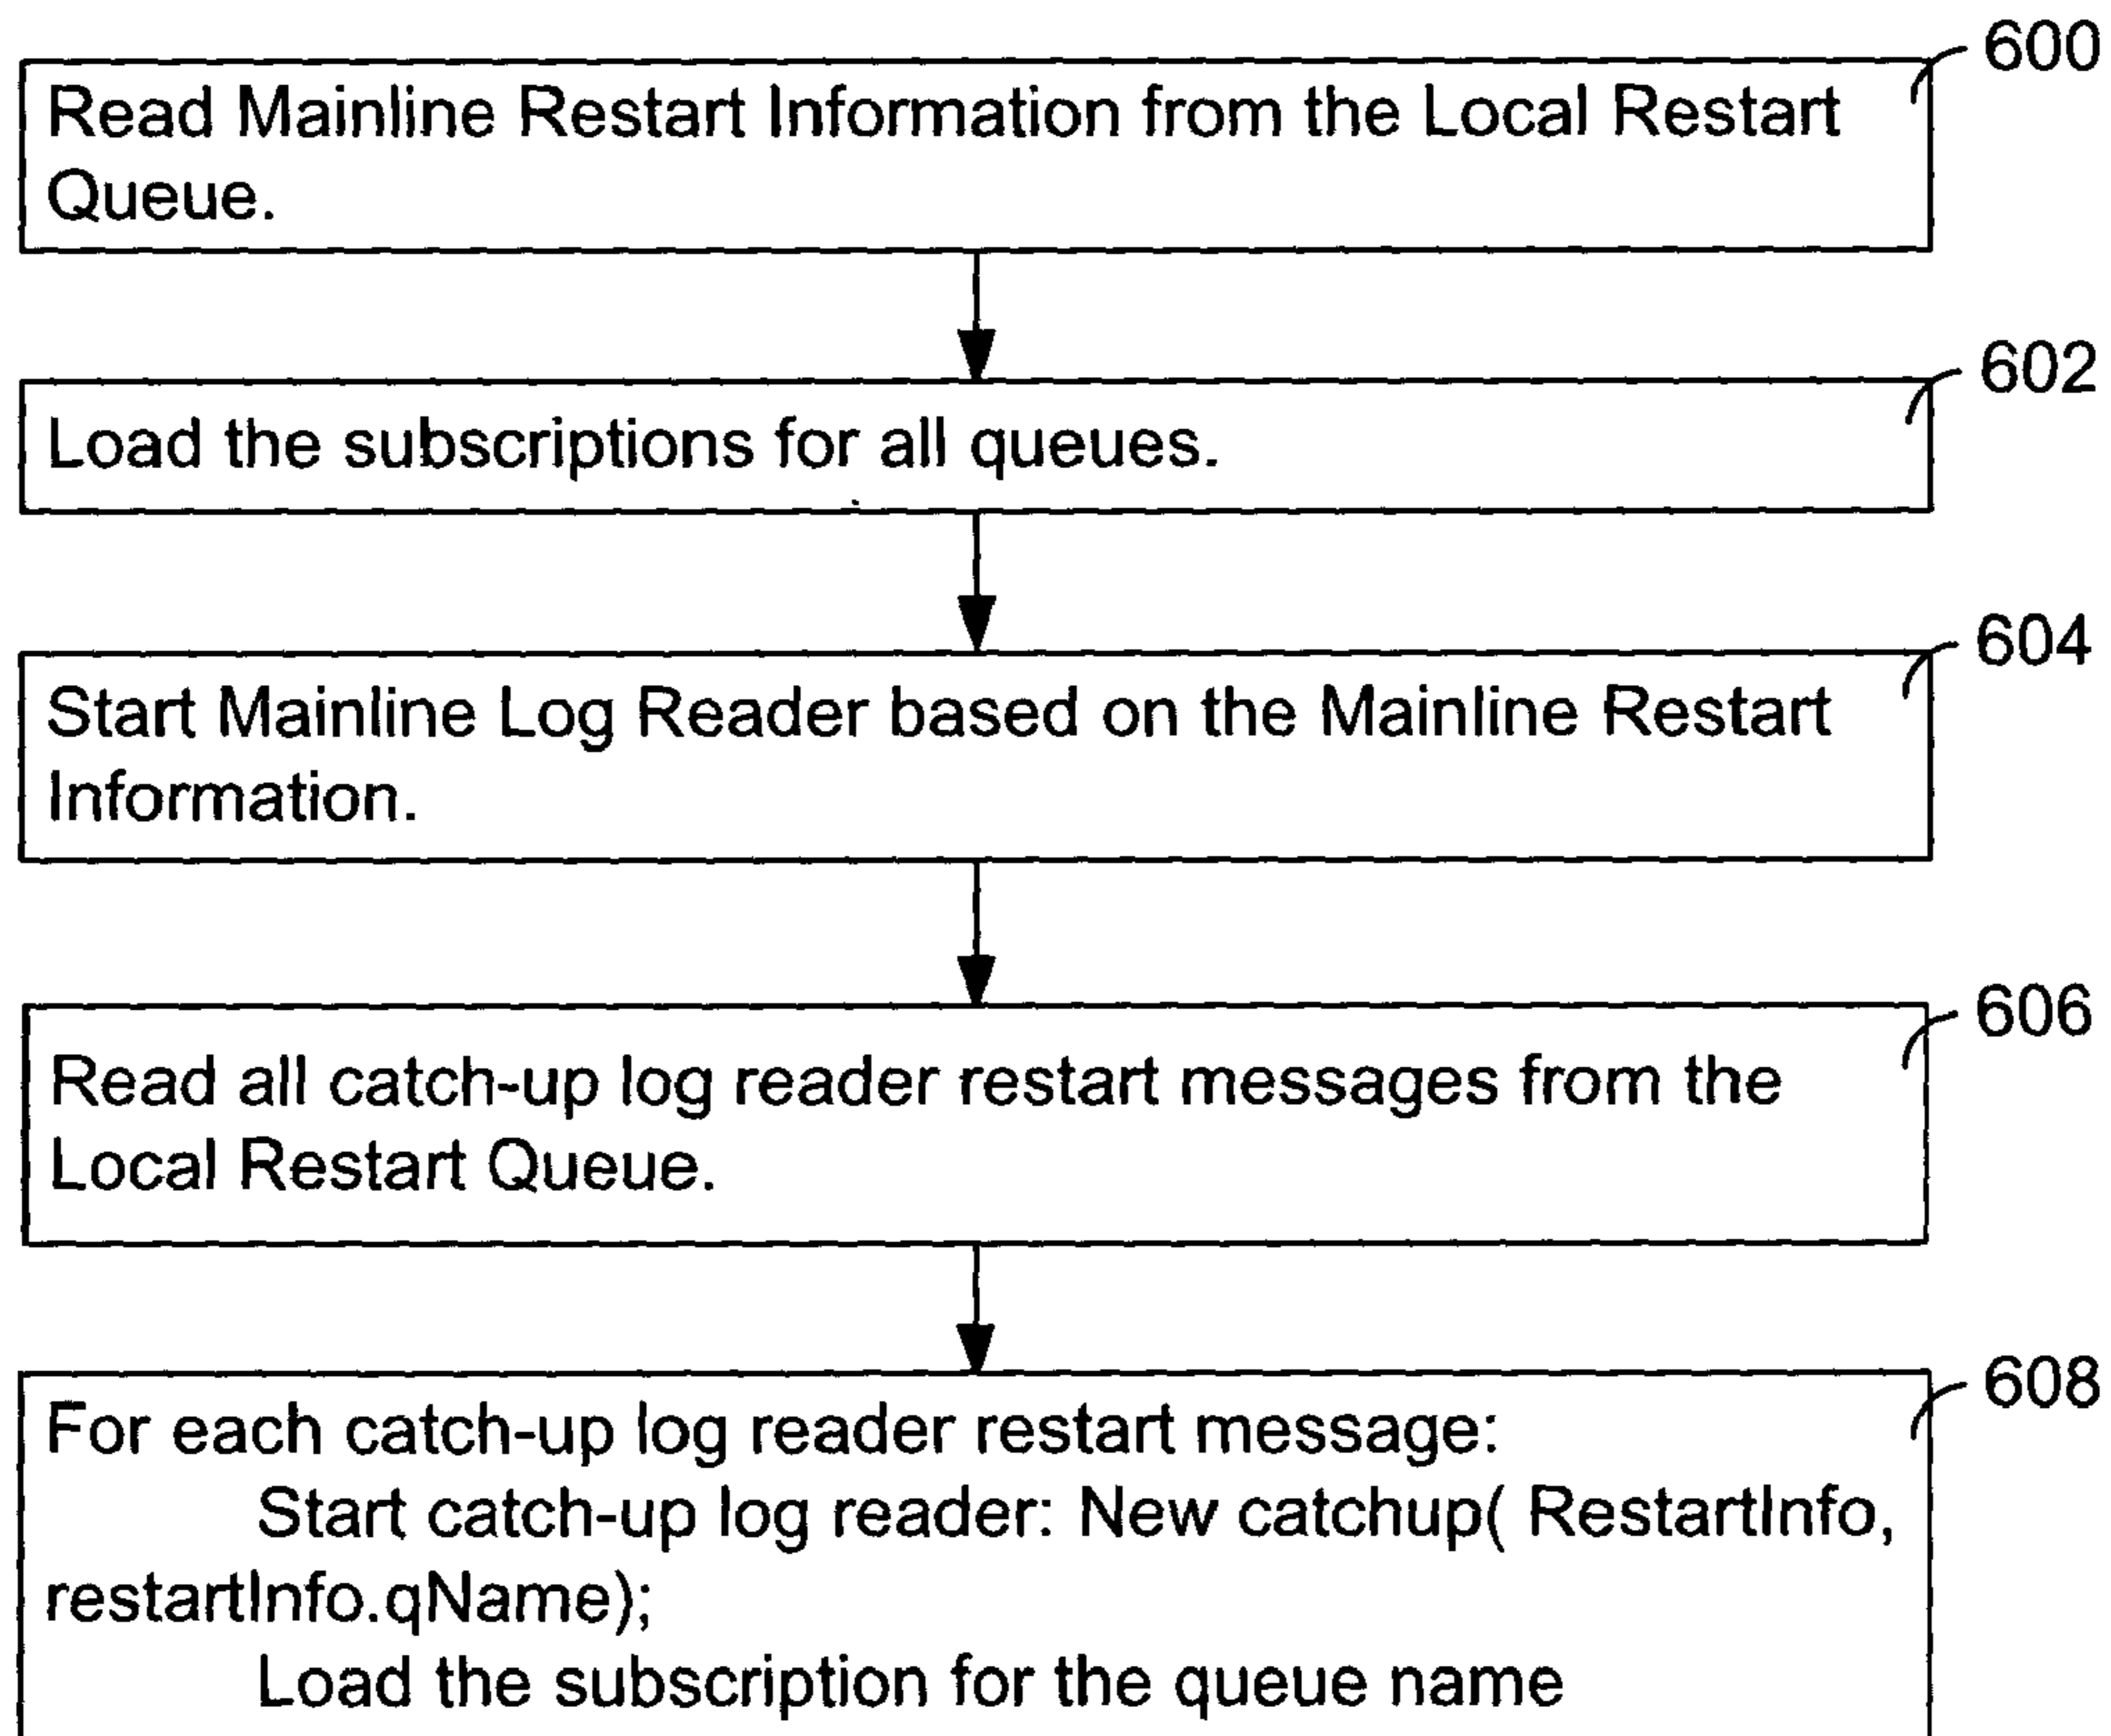 600
Read Mainline Restart Information from the Local Restart
Queue.
602
Load the subscriptions for all queues.
604
Start Mainline Log Reader based on the Mainline Restart
Information.
606
Read all catch-up log reader restart messages from the
Local Restart Queue.
608
For each catch-up log reader restart message:
Start catch-up log reader: New catchup( RestartInfo,
restartInfo.qName);
Load the subscription for the queue name